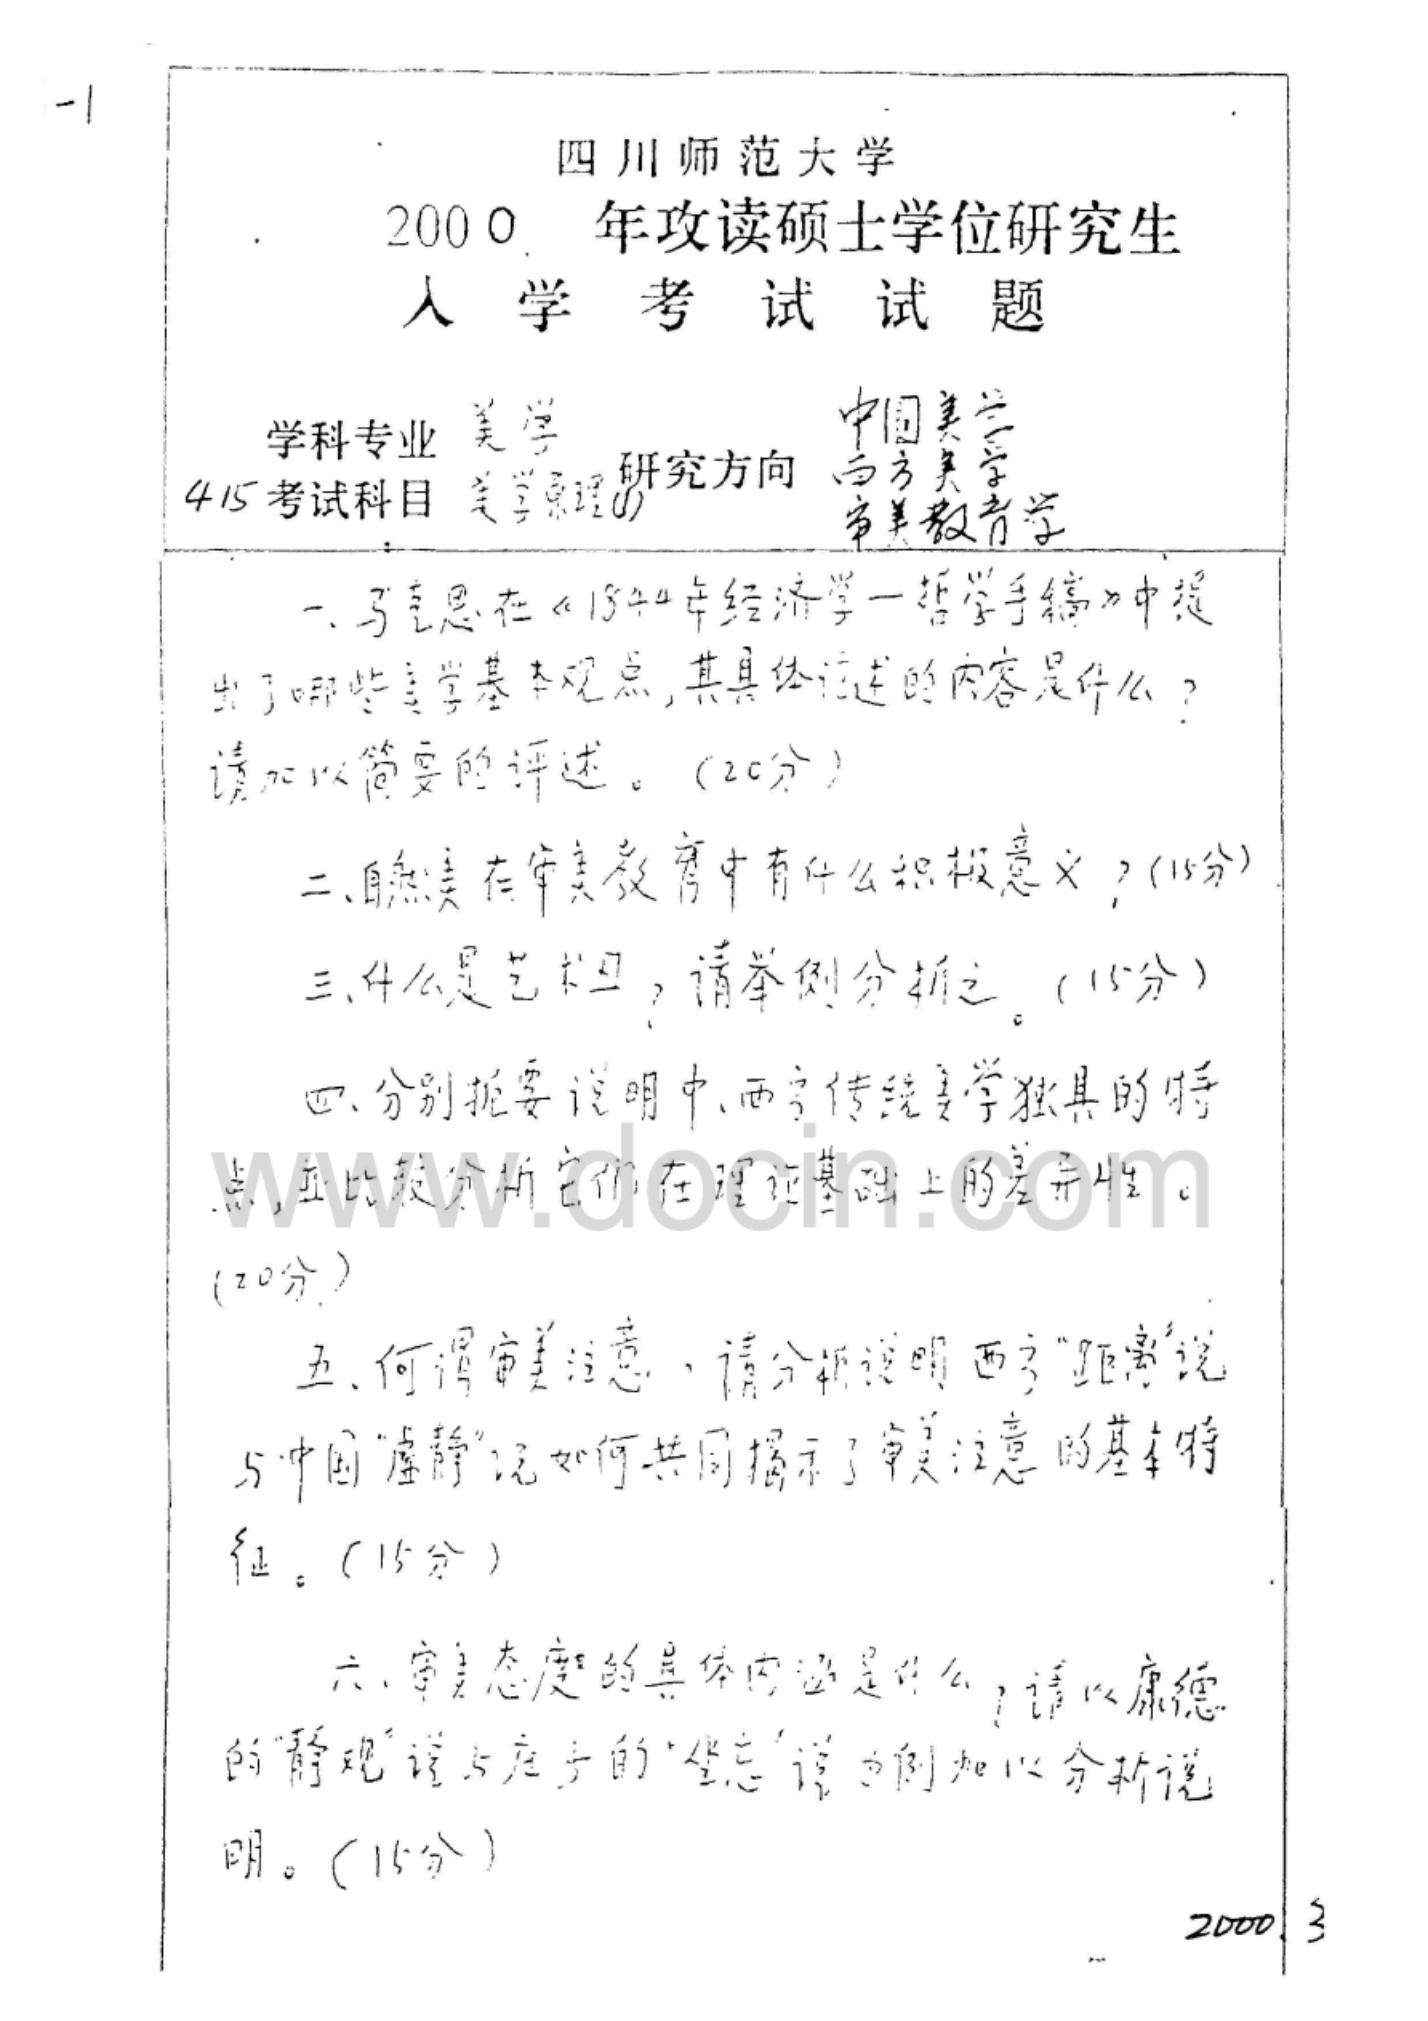 -1
四川师范大学
2000 年攻读硕士学位研究生
入学考试试题
学科专业 美学 研究方向 中国美学
西方美学
415 考试科目 美学原理(1) 审美教育学
一、马克思在《1844年经济学—哲学手稿》中提
出了哪些美学基本观点,其具体论述的内容是什么?
请加以简要的评述。(20分)
二、自然美在审美教育中有什么积极意义?(15分)
三、什么是艺术丑?请举例分析之。(15分)
四、分别扼要说明中、西方传统美学独具的特
点,并比较分析它们在理论基础上的差异性。
(20分)
五、何谓审美注意,请分析说明西方“距离”说
与中国“虚静”说如何共同揭示了审美注意的基本特
征。(15分)
六、审美态度的具体内涵是什么?请以康德
的“静观”说与庄子的“坐忘”说为例加以分析说
明。(15分)
2000.3
www.docin.com